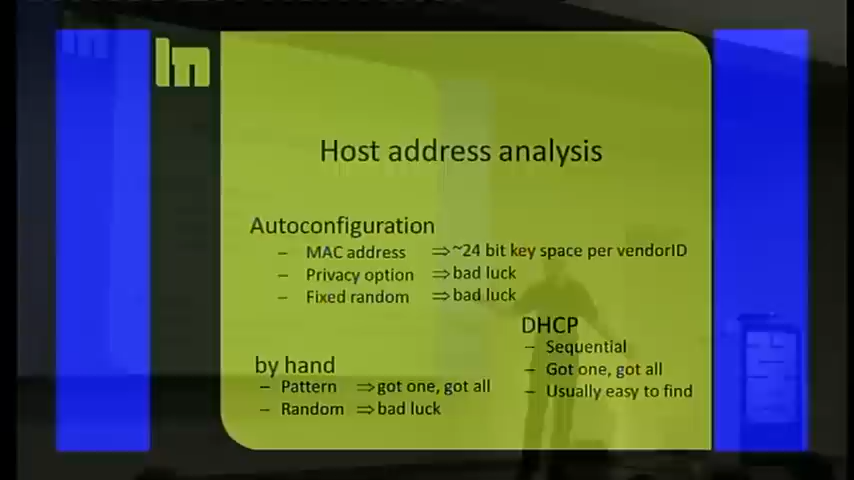 Host address analysis
Autoconfiguration
– MAC address ⇒ ~24 bit key space per vendorID
– Privacy option ⇒ bad luck
– Fixed random ⇒ bad luck
DHCP
– Sequential
– Got one, got all
– Usually easy to find
by hand
– Pattern ⇒ got one, got all
– Random ⇒ bad luck